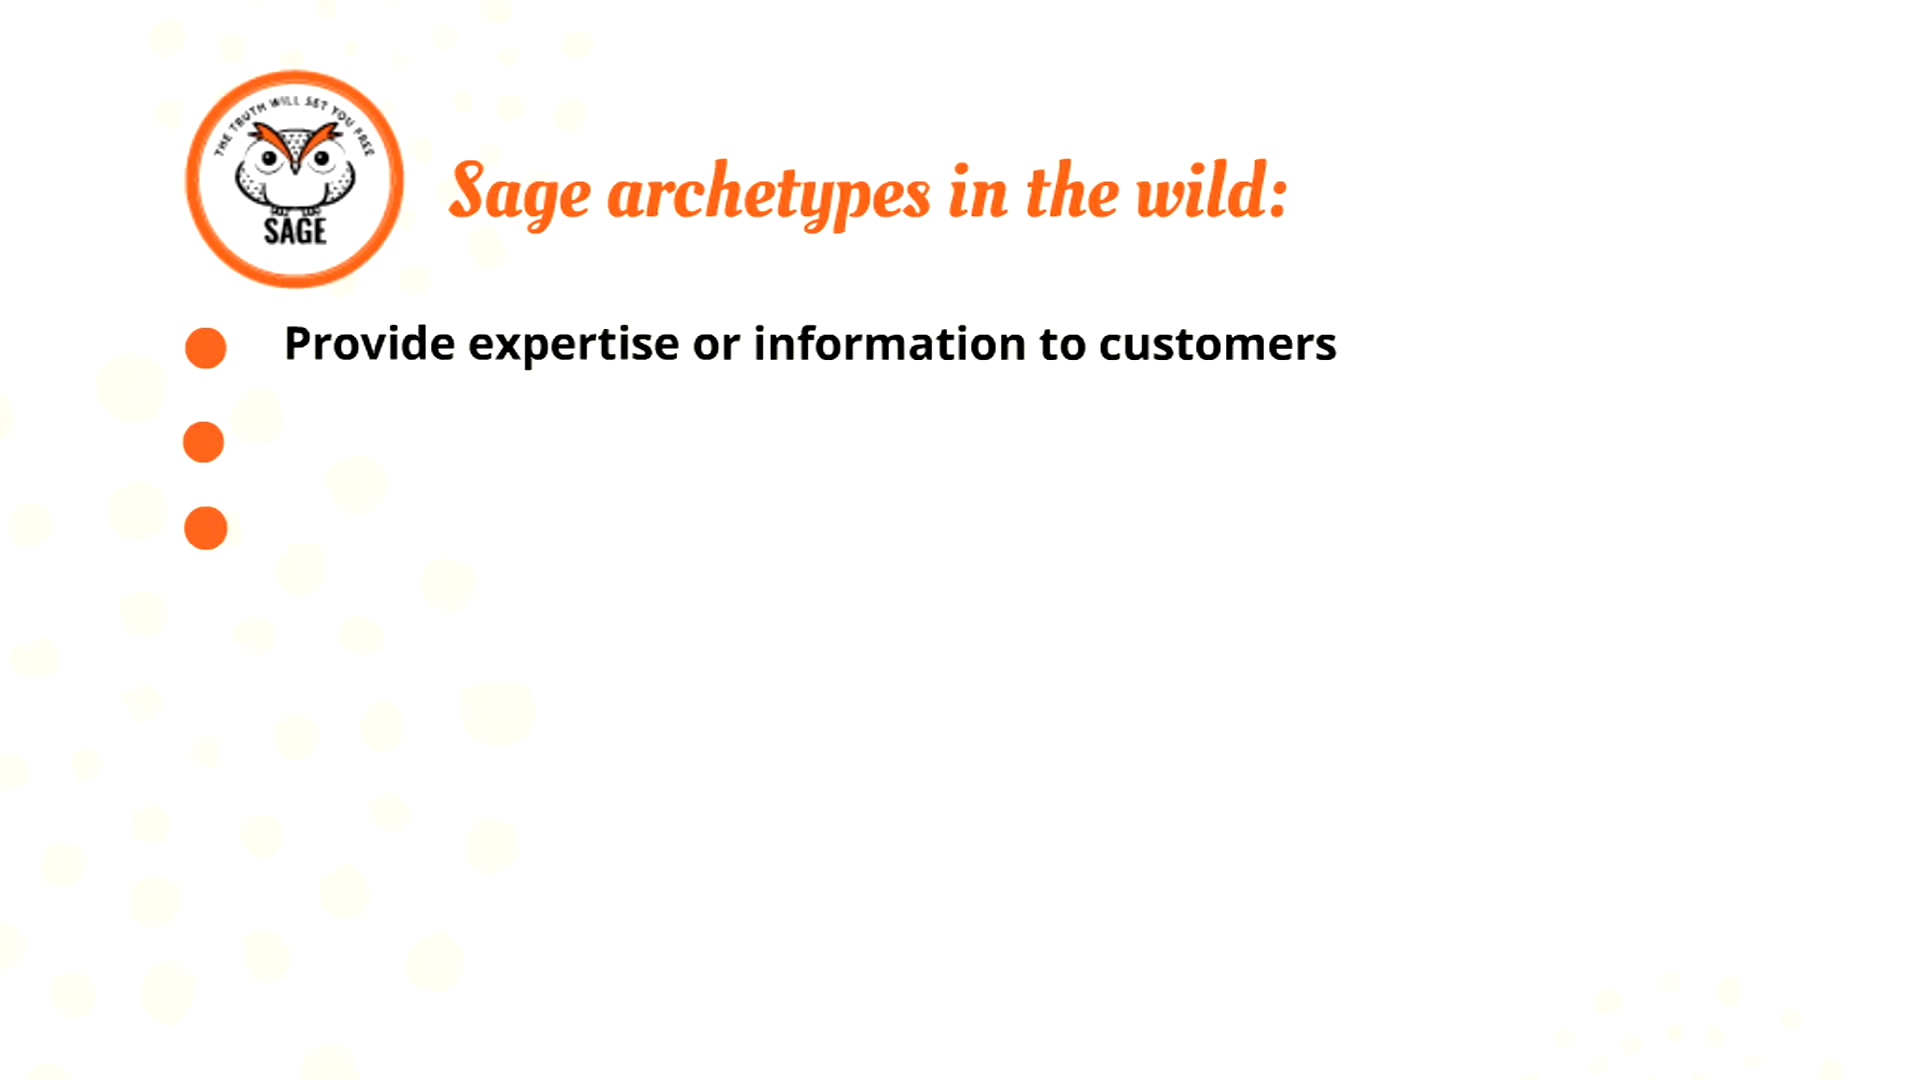 THE TRUTH WILL SET YOU FREE
SAGE
Sage archetypes in the wild:
Provide expertise or information to customers